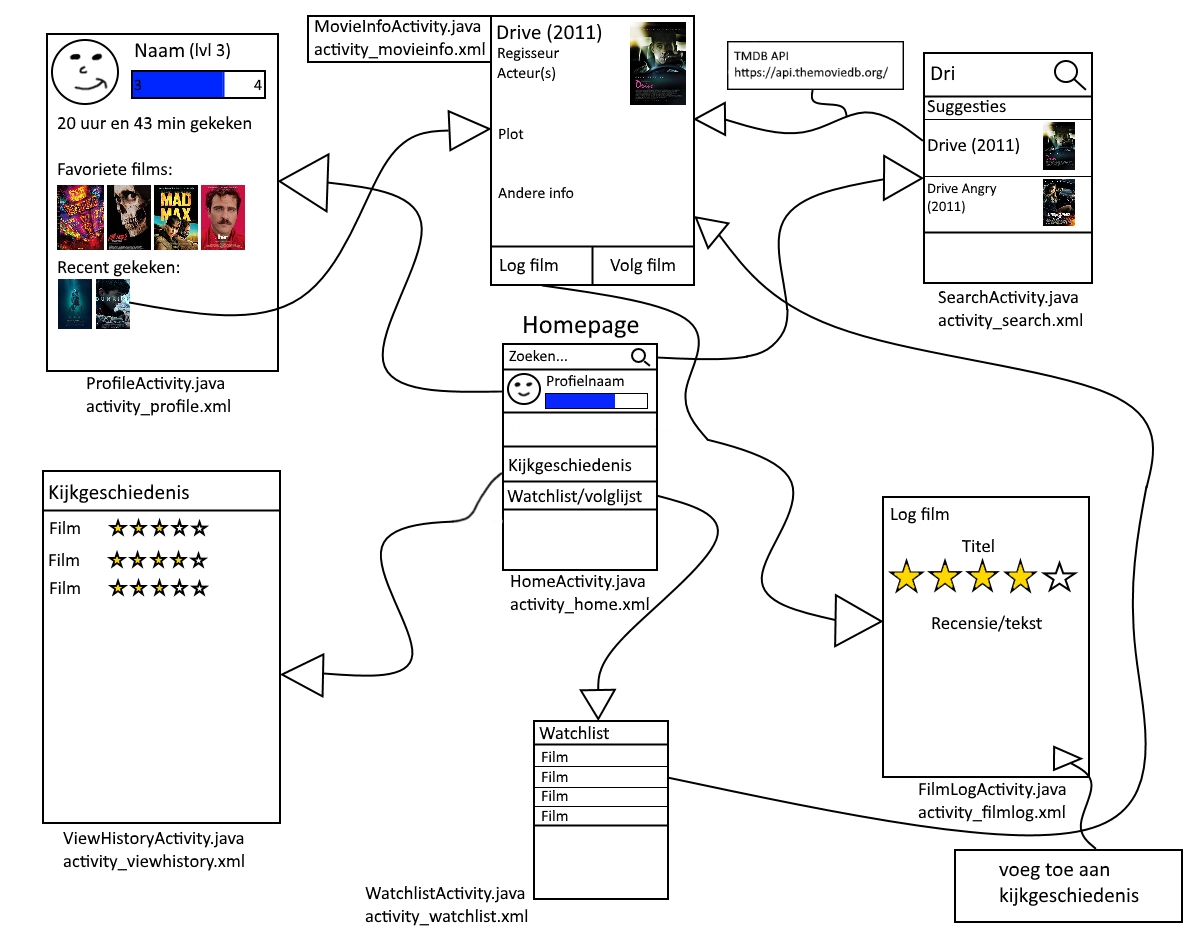 Naam (lvl 3)
3
4
20 uur en 43 min gekeken
Favoriete films:
MAD
MAX
her
Recent gekeken:
ProfileActivity.java
activity_profile.xml
MovieInfoActivity.java
activity_movieinfo.xml
Drive (2011)
Regisseur
Acteur(s)
Drive
Plot
Andere info
Log film
Volg film
TMDB API
https://api.themoviedb.org/
Dri
Suggesties
Drive (2011)
Drive Angry
(2011)
SearchActivity.java
activity_search.xml
Homepage
Zoeken...
Profielnaam
Kijkgeschiedenis
Watchlist/volglijst
HomeActivity.java
activity_home.xml
Kijkgeschiedenis
Film
Film
Film
ViewHistoryActivity.java
activity_viewhistory.xml
Watchlist
Film
Film
Film
Film
WatchlistActivity.java
activity_watchlist.xml
Log film
Titel
Recensie/tekst
FilmLogActivity.java
activity_filmlog.xml
voeg toe aan
kijkgeschiedenis